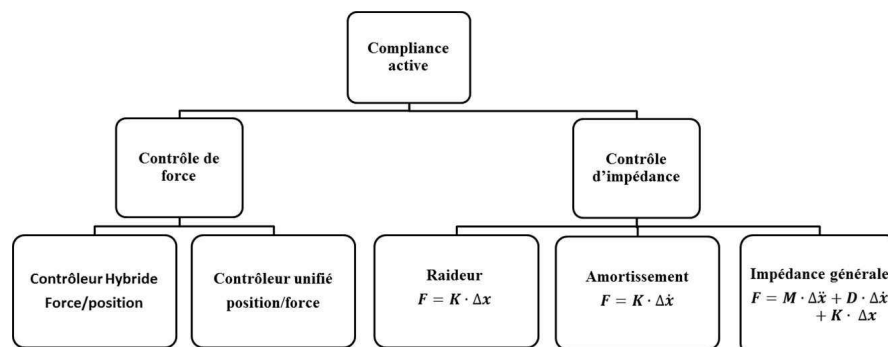 Compliance
active
Contrôle de
force
Contrôle
d'impédance
Contrôleur Hybride
Force/position
Contrôleur unifié
position/force
Raideur
F = K · Δx
Amortissement
F = K · Δẋ
Impédance générale
F = M · Δẍ + D · Δẋ
+ K · Δx